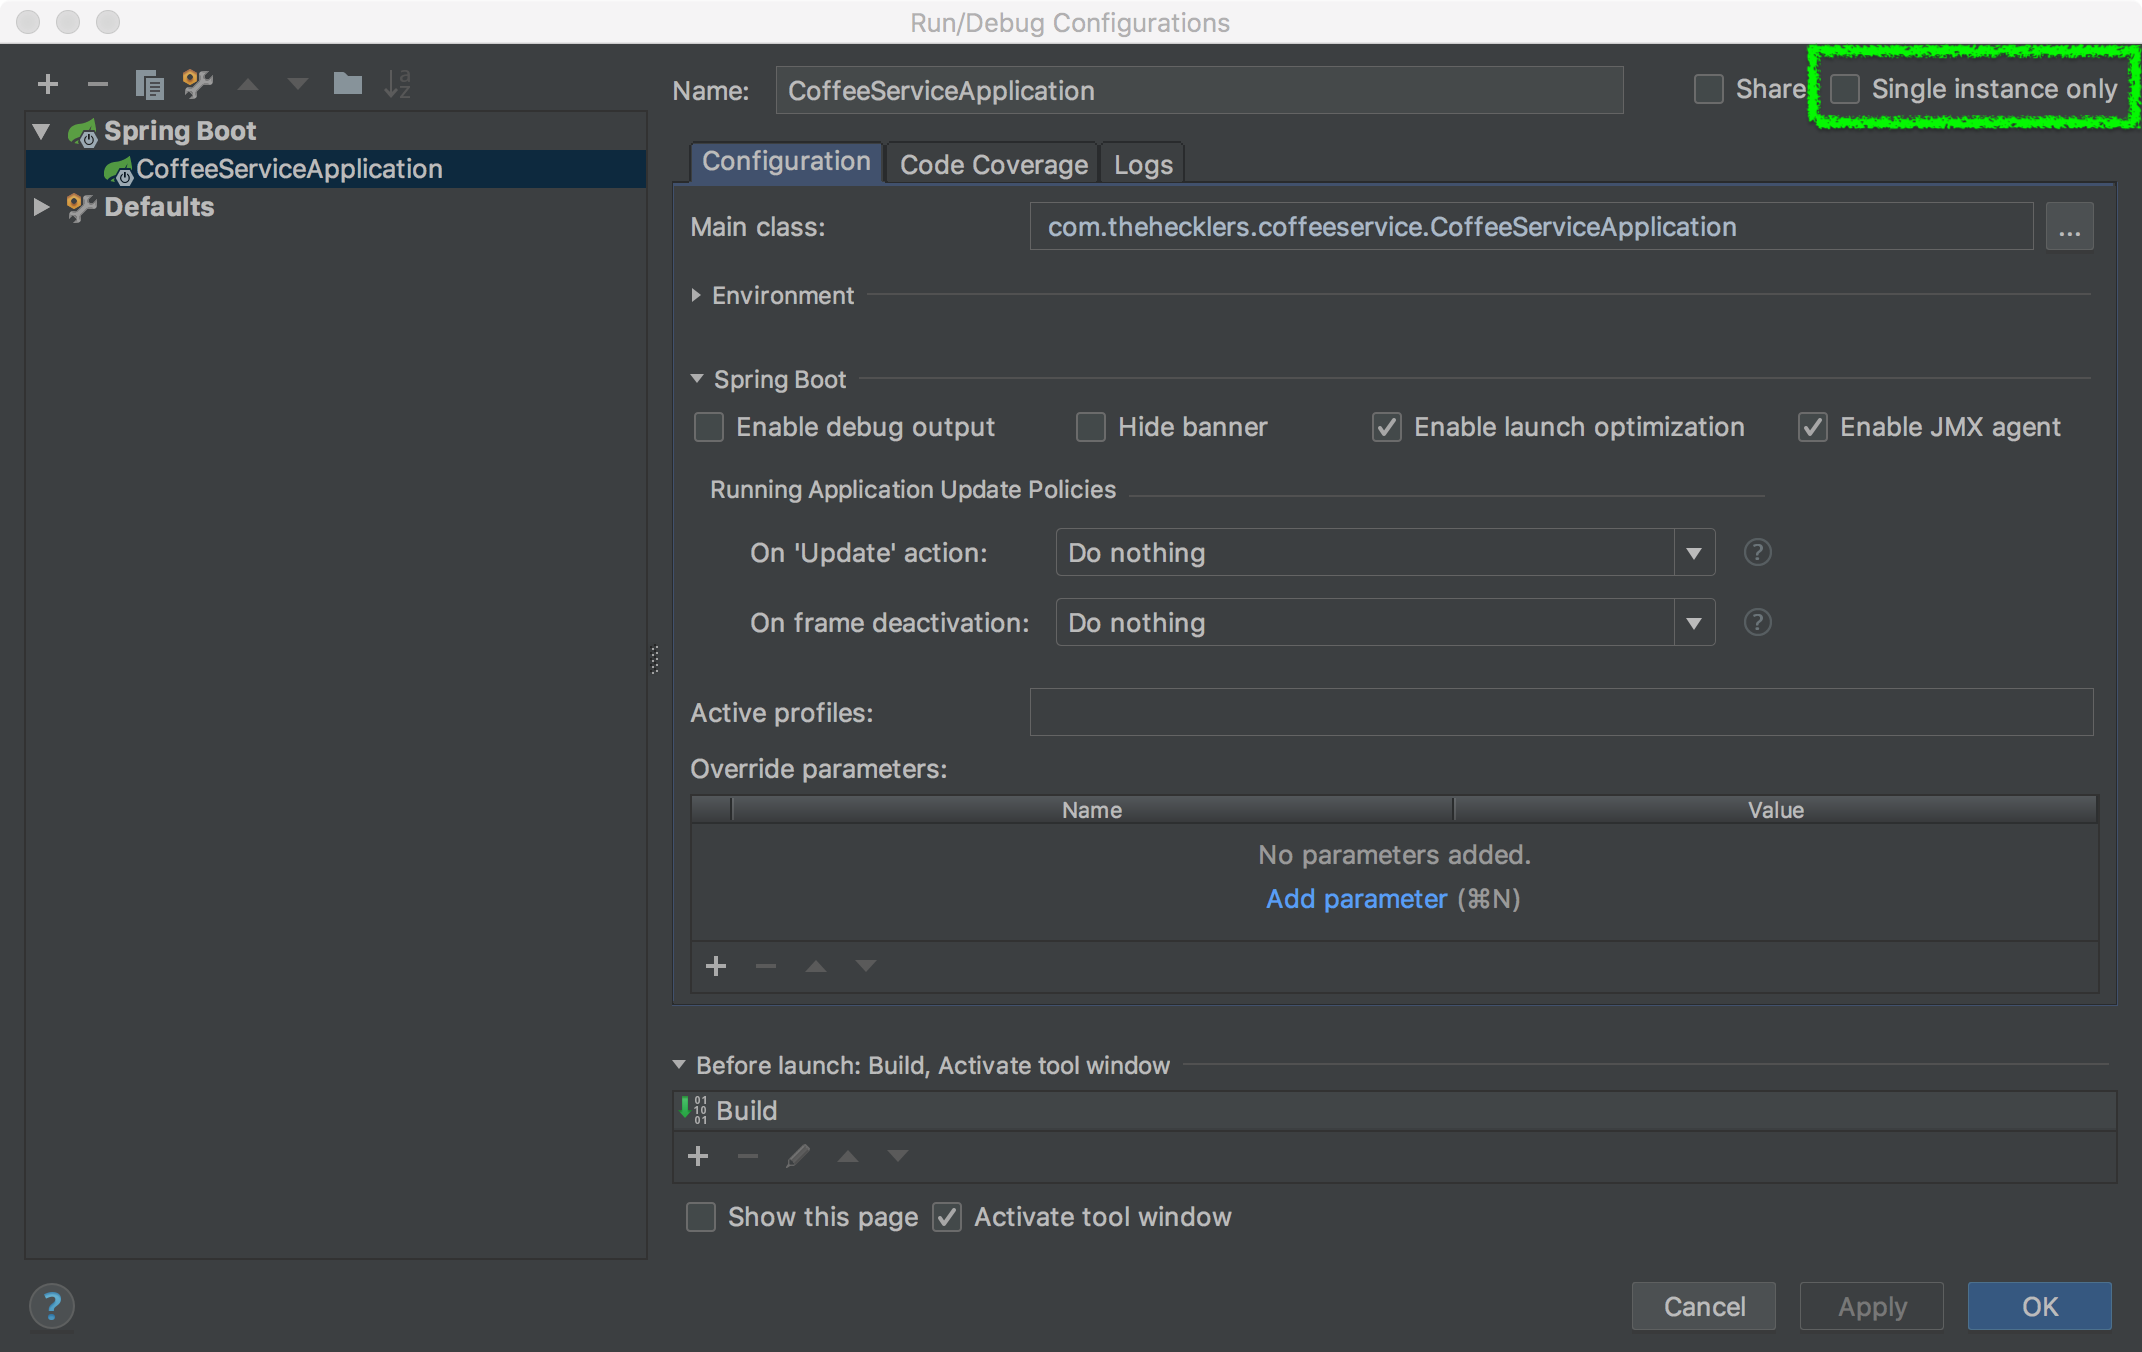 Run/Debug Configurations
Name: CoffeeServiceApplication Share Single instance only
Spring Boot
CoffeeServiceApplication
Defaults
Configuration Code Coverage Logs
Main class: com.thehecklers.coffeeservice.CoffeeServiceApplication ...
Environment
Spring Boot
Enable debug output Hide banner Enable launch optimization Enable JMX agent
Running Application Update Policies
On 'Update' action: Do nothing ?
On frame deactivation: Do nothing ?
Active profiles:
Override parameters:
Name Value
No parameters added.
Add parameter (⌘N)
Before launch: Build, Activate tool window
Build
Show this page Activate tool window
? Cancel Apply OK